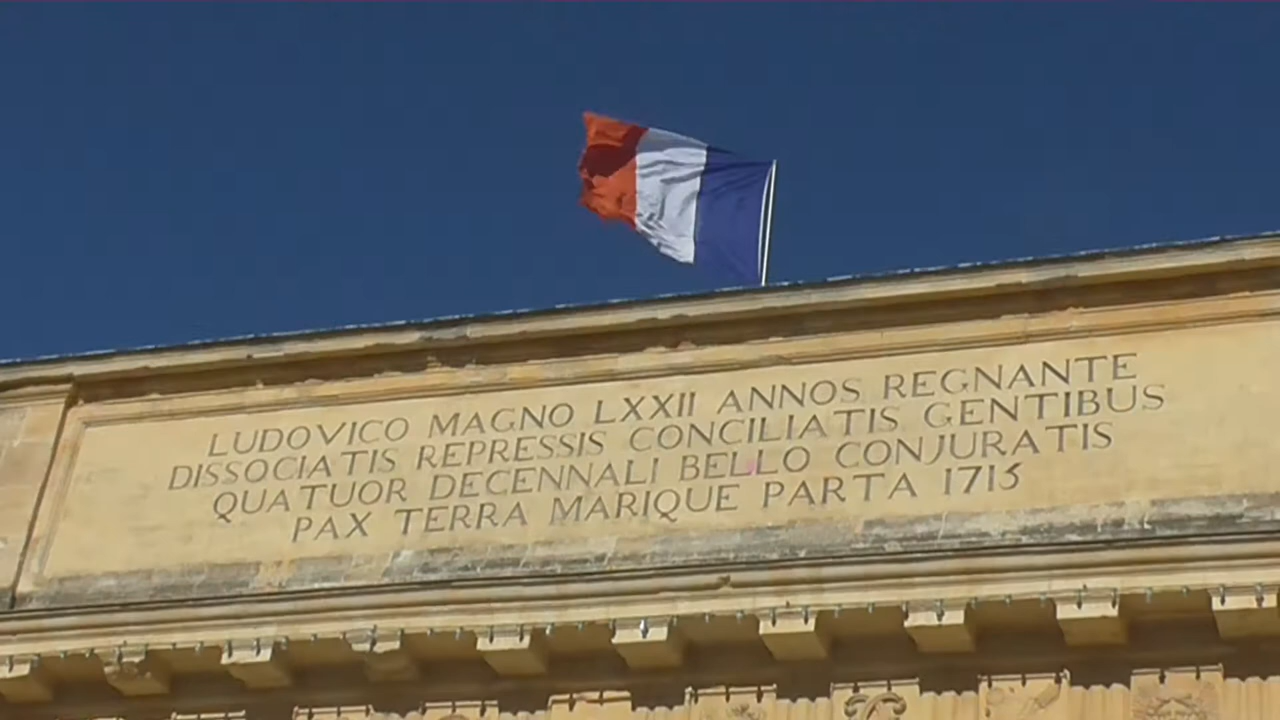 LUDOVICO MAGNO LXXII ANNOS REGNANTE
DISSOCIATIS REPRESSIS CONCILIATIS GENTIBUS
QUATUOR DECENNALI BELLO CONJURATIS
PAX TERRA MARIQUE PARTA 1715